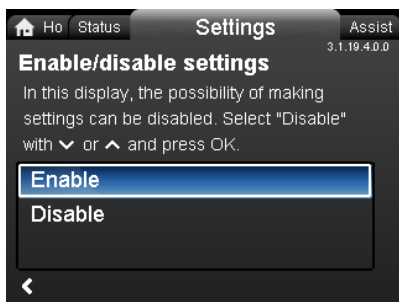 Ho Status Settings Assist
3.1.19.4.0.0
Enable/disable settings
In this display, the possibility of making
settings can be disabled. Select "Disable"
with or and press OK.
Enable
Disable